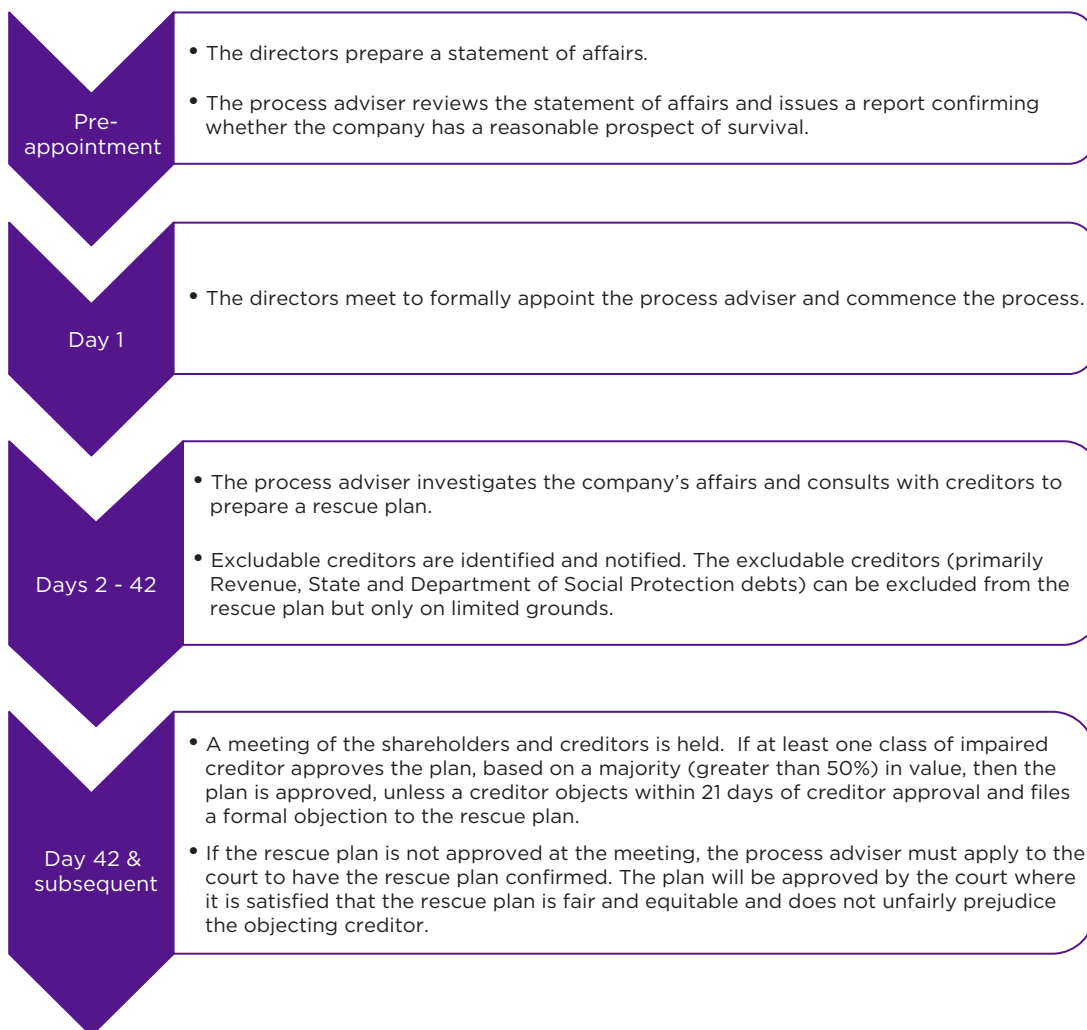 • The directors prepare a statement of affairs.
• The process adviser reviews the statement of affairs and issues a report confirming
whether the company has a reasonable prospect of survival.
Pre-
appointment
• The directors meet to formally appoint the process adviser and commence the process.
Day 1
• The process adviser investigates the company's affairs and consults with creditors to
prepare a rescue plan.
• Excludable creditors are identified and notified. The excludable creditors (primarily
Revenue, State and Department of Social Protection debts) can be excluded from the
rescue plan but only on limited grounds.
Days 2 - 42
• A meeting of the shareholders and creditors is held.  If at least one class of impaired
creditor approves the plan, based on a majority (greater than 50%) in value, then the
plan is approved, unless a creditor objects within 21 days of creditor approval and files
a formal objection to the rescue plan.
• If the rescue plan is not approved at the meeting, the process adviser must apply to the
court to have the rescue plan confirmed. The plan will be approved by the court where
it is satisfied that the rescue plan is fair and equitable and does not unfairly prejudice
the objecting creditor.
Day 42 &
subsequent